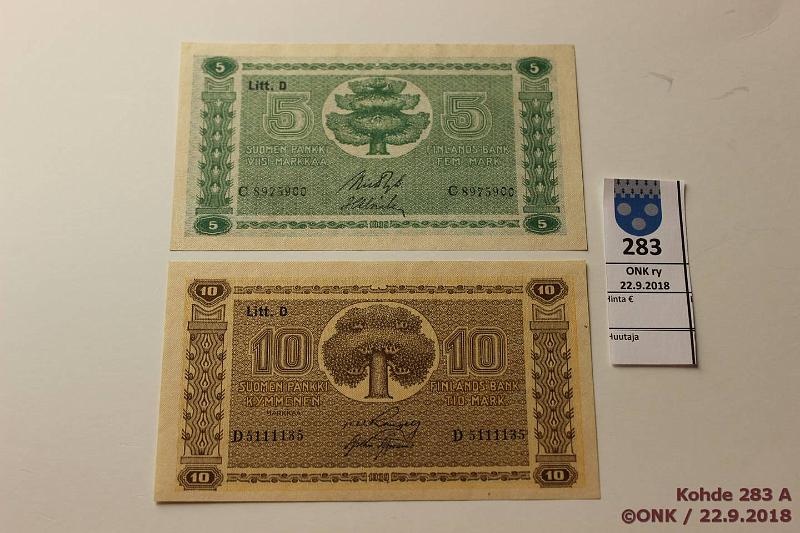 5 5
Litt. D
5 5
SUOMEN PANKKI FINLANDS BANK
VIISI MARKKAA FEM MARK
C 8975900 C 8975900
5 5
10 10
Litt. D
10 10
SUOMEN PANKKI FINLANDS BANK
KYMMENEN TIO MARK
MARKKAA
D 5111135 D 5111135
10 10
283
ONK ry
22.9.2018
Hinta €
Huutaja
Kohde 283 A
©ONK / 22.9.2018